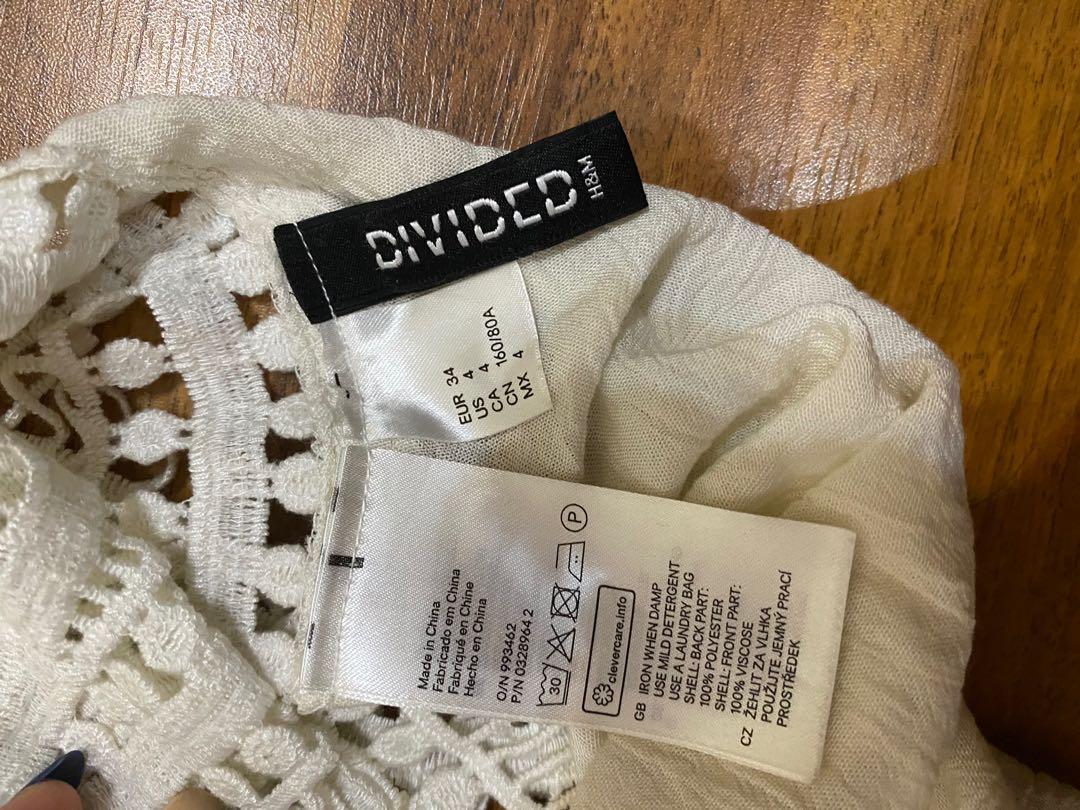 DIVIDED
H&M
EUR 34
US 4
CA 4
CN 160/80A
MX 4
Made in China
Fabricado em China
Fabriqué en Chine
Hecho en China
O/N 993462
P/N 0328964.2
30
P
clevercare.info
GB IRON WHEN DAMP
USE MILD DETERGENT
USE A LAUNDRY BAG
SHELL: BACK PART:
100% POLYESTER
SHELL: FRONT PART:
100% VISCOSE
CZ ŽEHLIT ZA VLHKA
POUŽIJTE JEMNÝ PRACÍ
PROSTŘEDEK